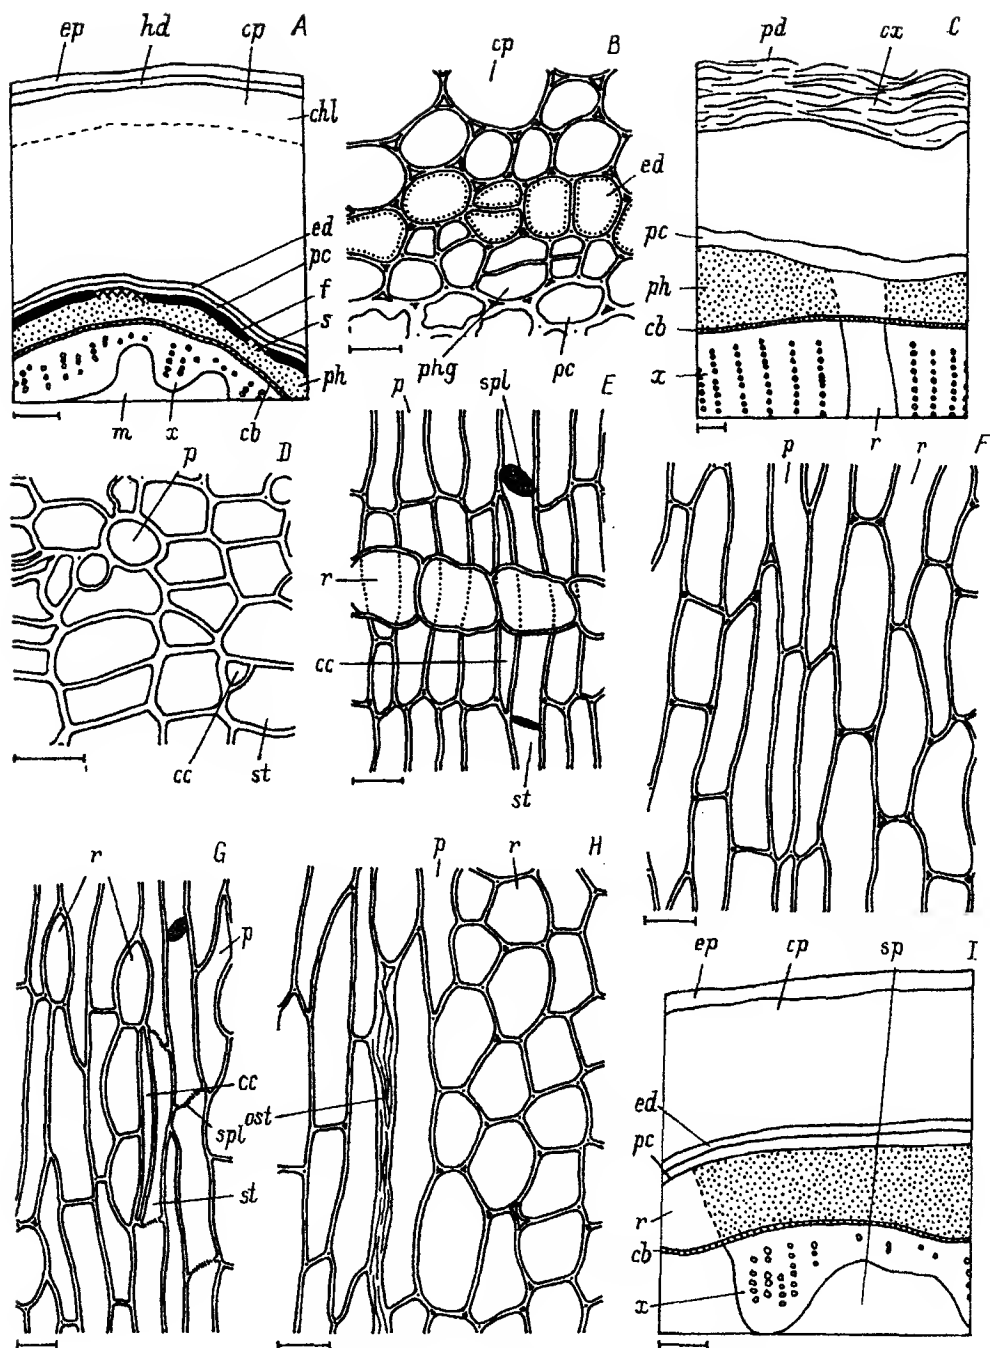 ep hd cp A
chl
ed
pc
f
s
ph
m x cb
cp B
ed
phg pc
pd cx C
pc
ph
cb
x
r
p D
cc st
p spl E
r
cc
st
p r r F
r G
p
cc
spl
st
p r H
ost
ep cp sp I
ed
pc
r
cb
x